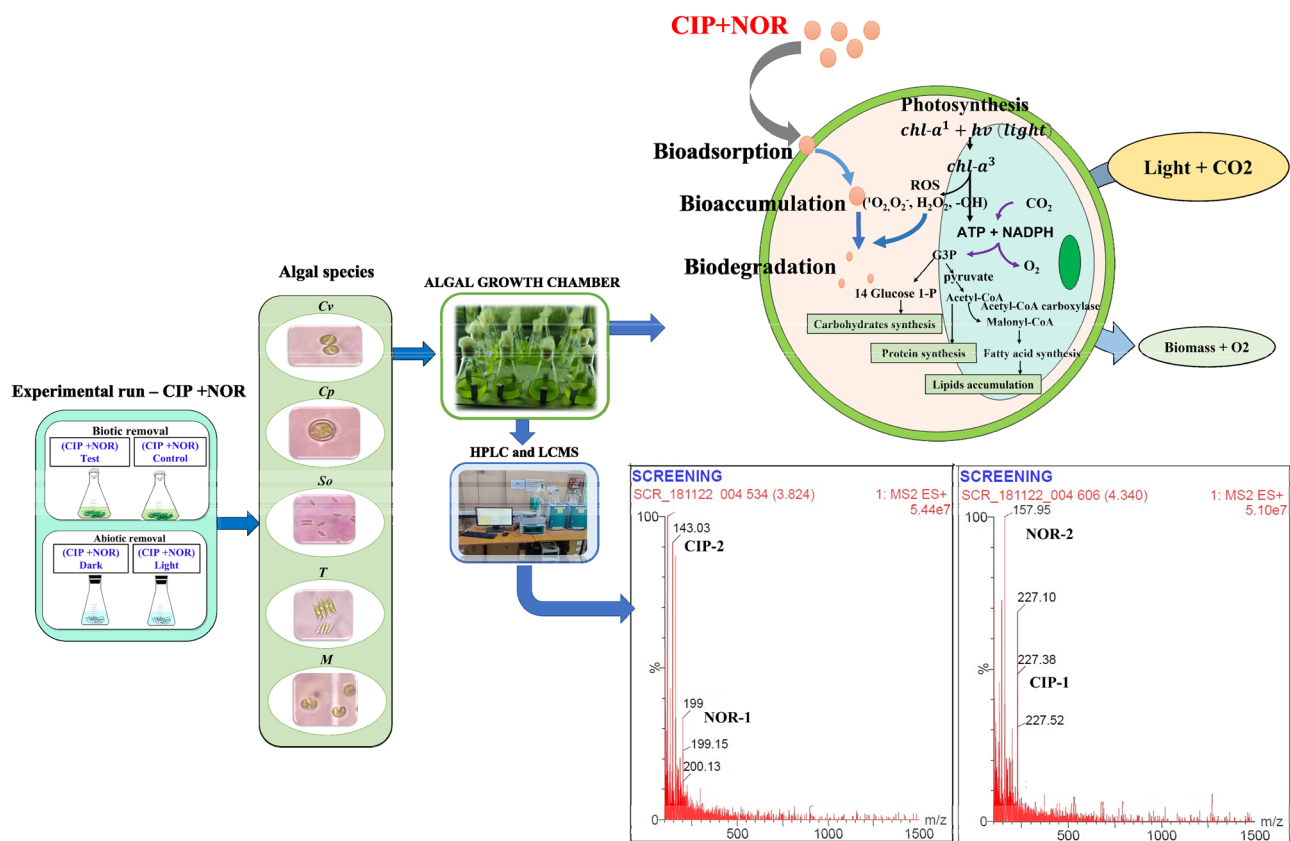 Experimental run – CIP +NOR
Biotic removal
(CIP +NOR)
Test
(CIP +NOR)
Control
Abiotic removal
(CIP +NOR)
Dark
(CIP +NOR)
Light
Algal species
Cv
Cp
So
T
M
ALGAL GROWTH CHAMBER
HPLC and LCMS
CIP+NOR
Bioadsorption
Bioaccumulation
Biodegradation
Photosynthesis
chl-a¹ + hv (light)
chl-a³
ROS
(¹O₂,O₂⁻, H₂O₂, -OH)
CO₂
ATP + NADPH
O₂
G3P
pyruvate
14 Glucose 1-P
Acetyl-CoA
Acetyl-CoA carboxylase
Malonyl-CoA
Carbohydrates synthesis
Protein synthesis
Fatty acid synthesis
Lipids accumulation
Light + CO2
Biomass + O2
SCREENING
SCR_181122_004 534 (3.824)
1: MS2 ES+
5.44e7
100
143.03
CIP-2
%
199
NOR-1
199.15
200.13
0
500
1000
1500
m/z
SCREENING
SCR_181122_004 606 (4.340)
1: MS2 ES+
5.10e7
100
157.95
NOR-2
227.10
%
227.38
CIP-1
227.52
0
500
1000
1500
m/z